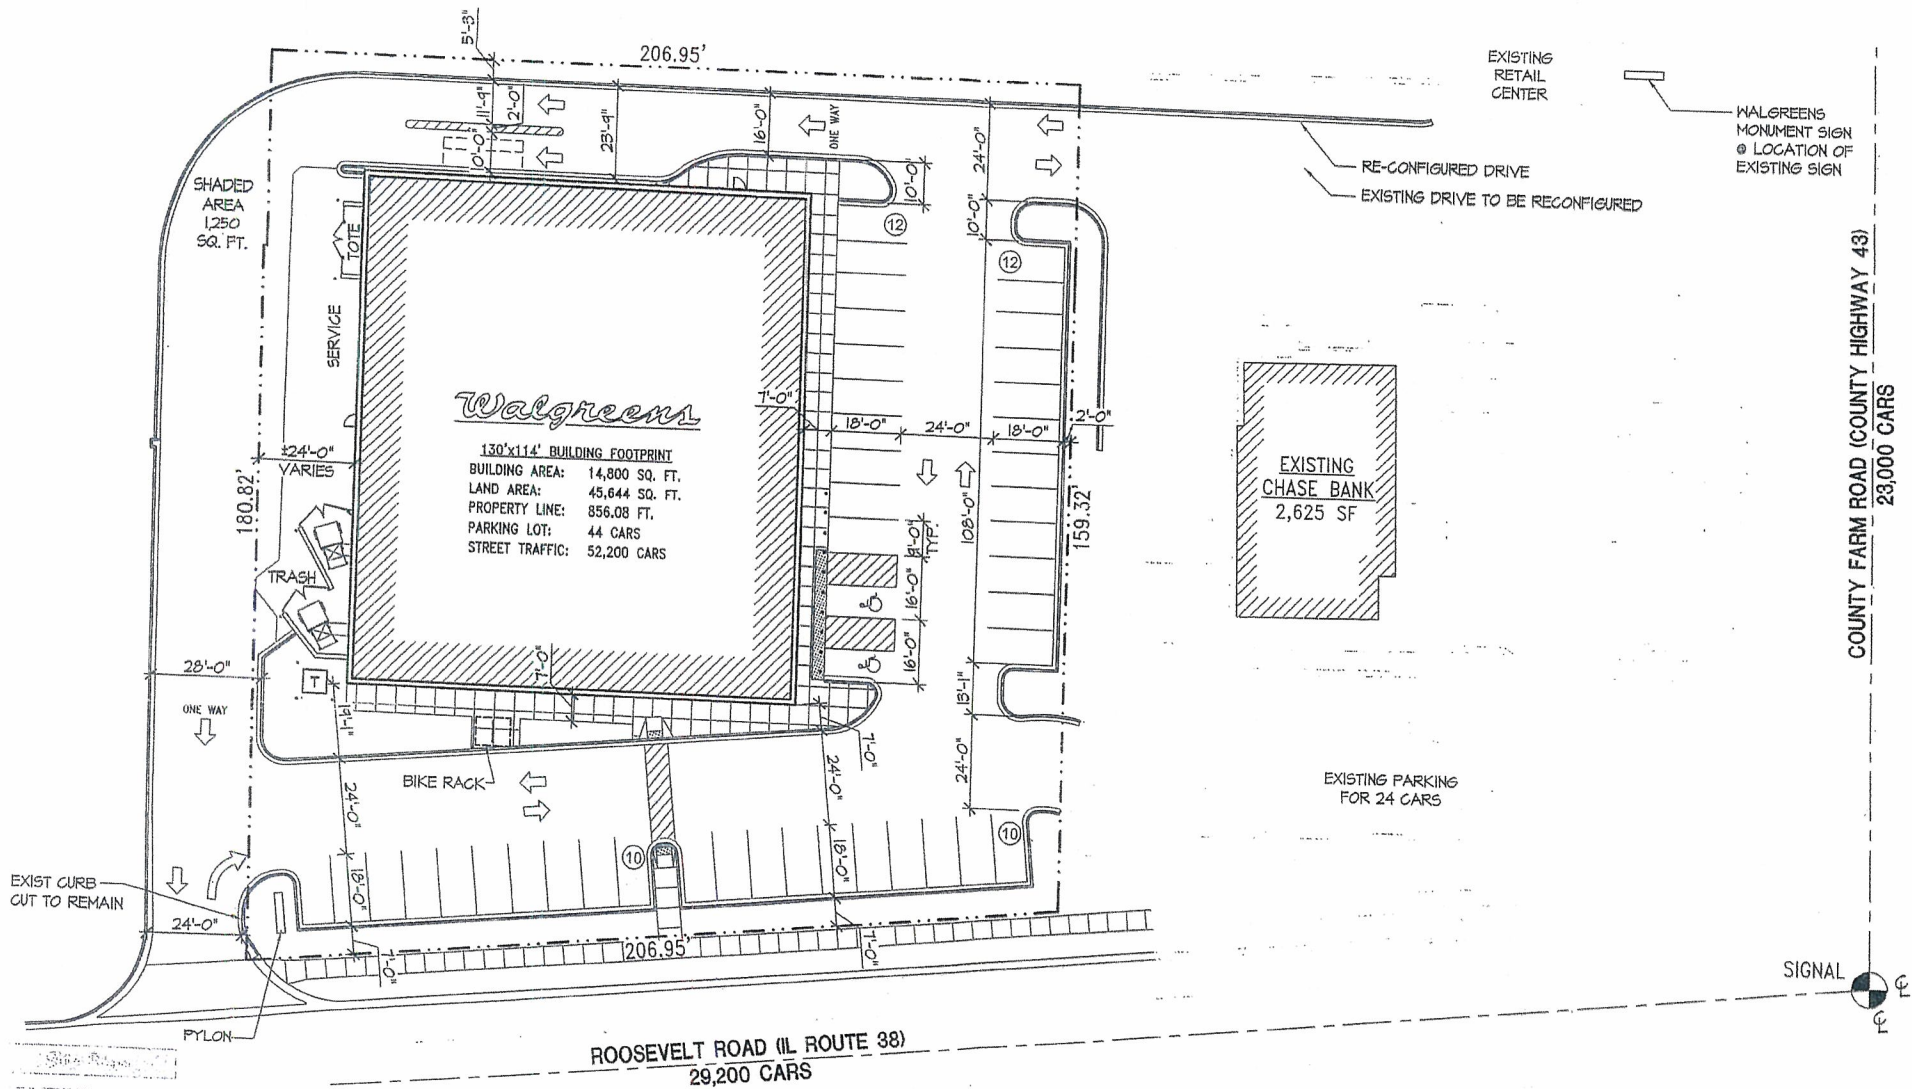 5'-3"
206.95'
EXISTING
RETAIL
CENTER
WALGREENS
MONUMENT SIGN
@ LOCATION OF
EXISTING SIGN
11'-9"
2'-0"
10'-0"
23'-9"
16'-0"
ONE WAY
24'-0"
10'-0"
10'-0"
RE-CONFIGURED DRIVE
EXISTING DRIVE TO BE RECONFIGURED
SHADED
AREA
1,250
SQ. FT.
TOTE
SERVICE
12
12
Walgreens
130'x114' BUILDING FOOTPRINT
BUILDING AREA: 14,800 SQ. FT.
LAND AREA: 45,644 SQ. FT.
PROPERTY LINE: 856.08 FT.
PARKING LOT: 44 CARS
STREET TRAFFIC: 52,200 CARS
7'-0"
18'-0"
24'-0"
18'-0"
2'-0"
±24'-0"
VARIES
180.82'
159.32'
108'-0"
9'-0"
TYP.
16'-0"
16'-0"
EXISTING
CHASE BANK
2,625 SF
COUNTY FARM ROAD (COUNTY HIGHWAY 43)
23,000 CARS
TRASH
28'-0"
T
ONE WAY
19'-1"
7'-0"
13'-1"
24'-0"
7'-0"
24'-0"
24'-0"
BIKE RACK
EXISTING PARKING
FOR 24 CARS
10
10
18'-0"
18'-0"
EXIST CURB
CUT TO REMAIN
24'-0"
7'-0"
206.95'
7'-0"
PYLON
SIGNAL
CL
CL
ROOSEVELT ROAD (IL ROUTE 38)
29,200 CARS